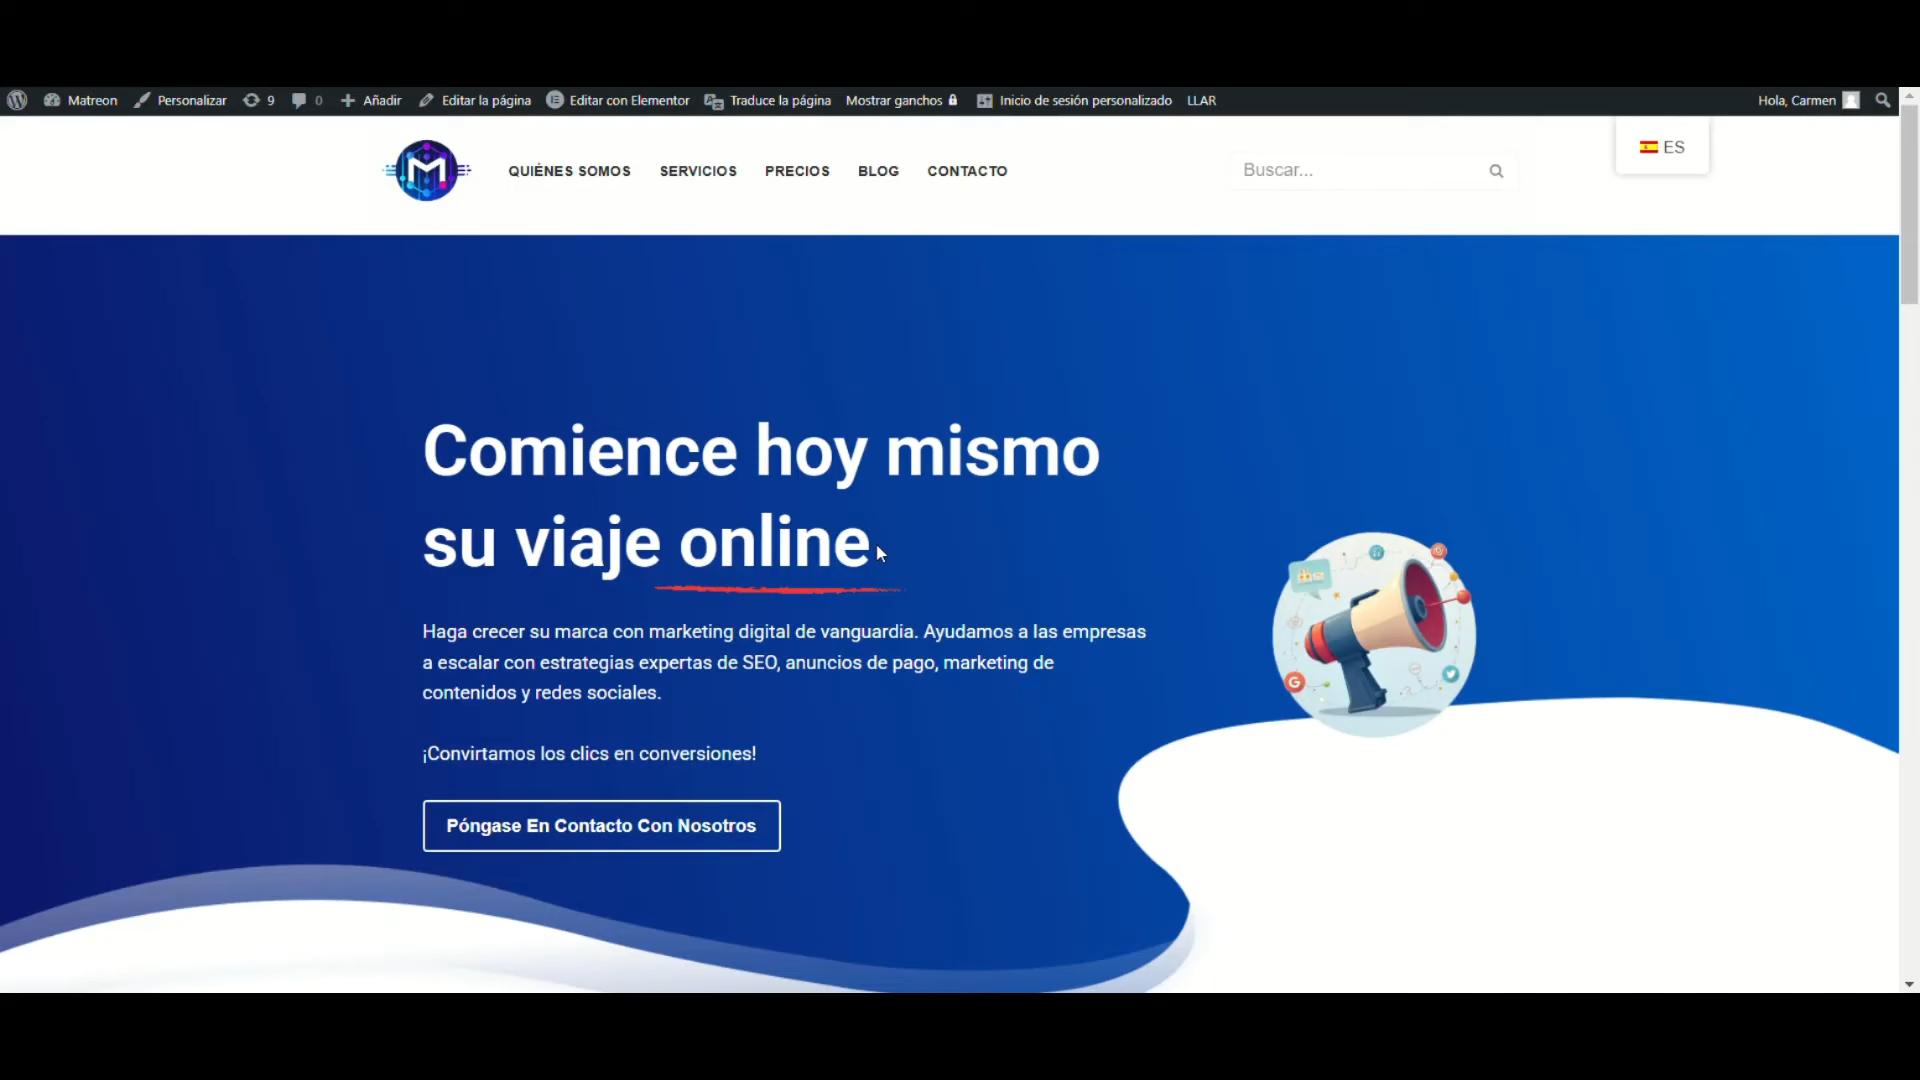 Matreon Personalizar 9 0 Añadir Editar la página Editar con Elementor Traduce la página Mostrar ganchos Inicio de sesión personalizado LLAR Hola, Carmen
ES
M QUIÉNES SOMOS SERVICIOS PRECIOS BLOG CONTACTO Buscar...
Comience hoy mismo
su viaje online
Haga crecer su marca con marketing digital de vanguardia. Ayudamos a las empresas
a escalar con estrategias expertas de SEO, anuncios de pago, marketing de
contenidos y redes sociales.
G
¡Convirtamos los clics en conversiones!
Póngase En Contacto Con Nosotros